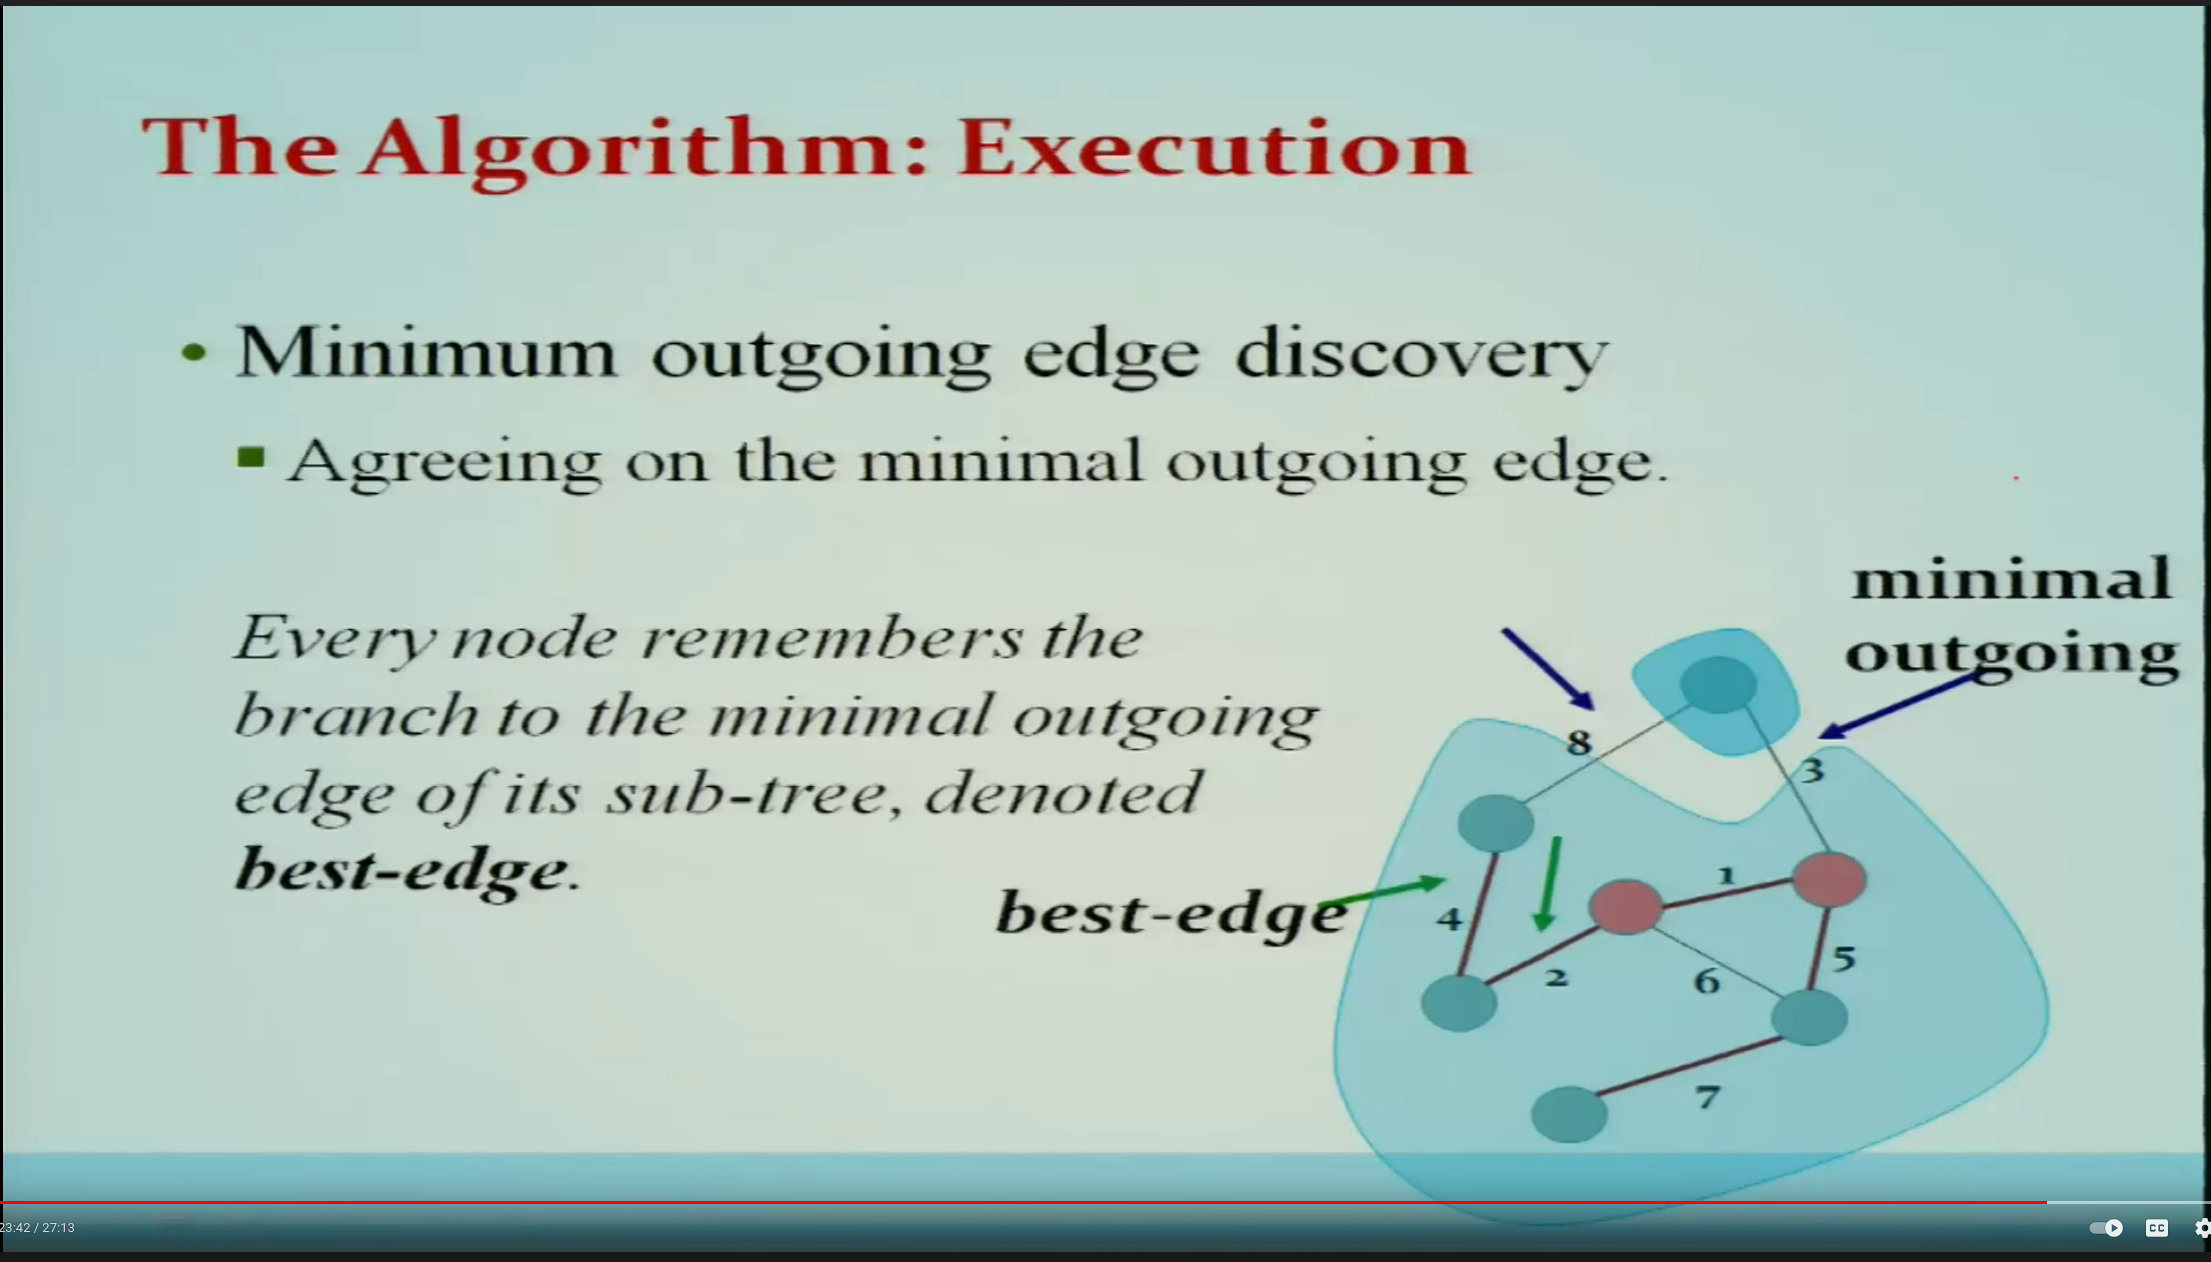 The Algorithm: Execution
• Minimum outgoing edge discovery
▪ Agreeing on the minimal outgoing edge.
Every node remembers the
branch to the minimal outgoing
edge of its sub-tree, denoted
best-edge.
best-edge
minimal
outgoing
8
3
1
4
2
6
5
7
23:42 / 27:13
CC